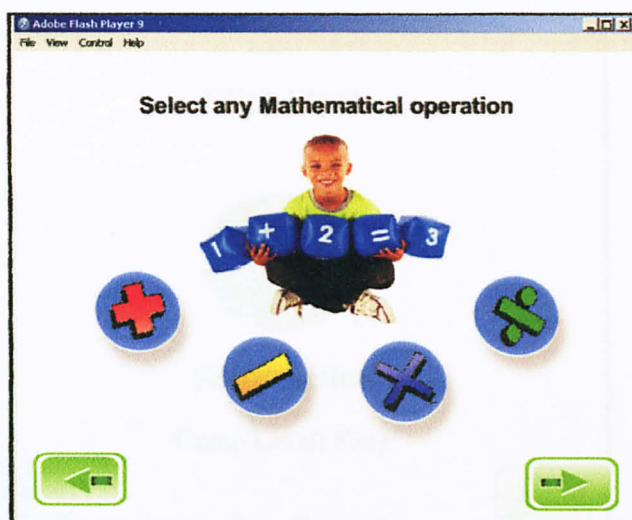 Adobe Flash Player 9
File View Control Help
Select any Mathematical operation
1 + 2 = 3